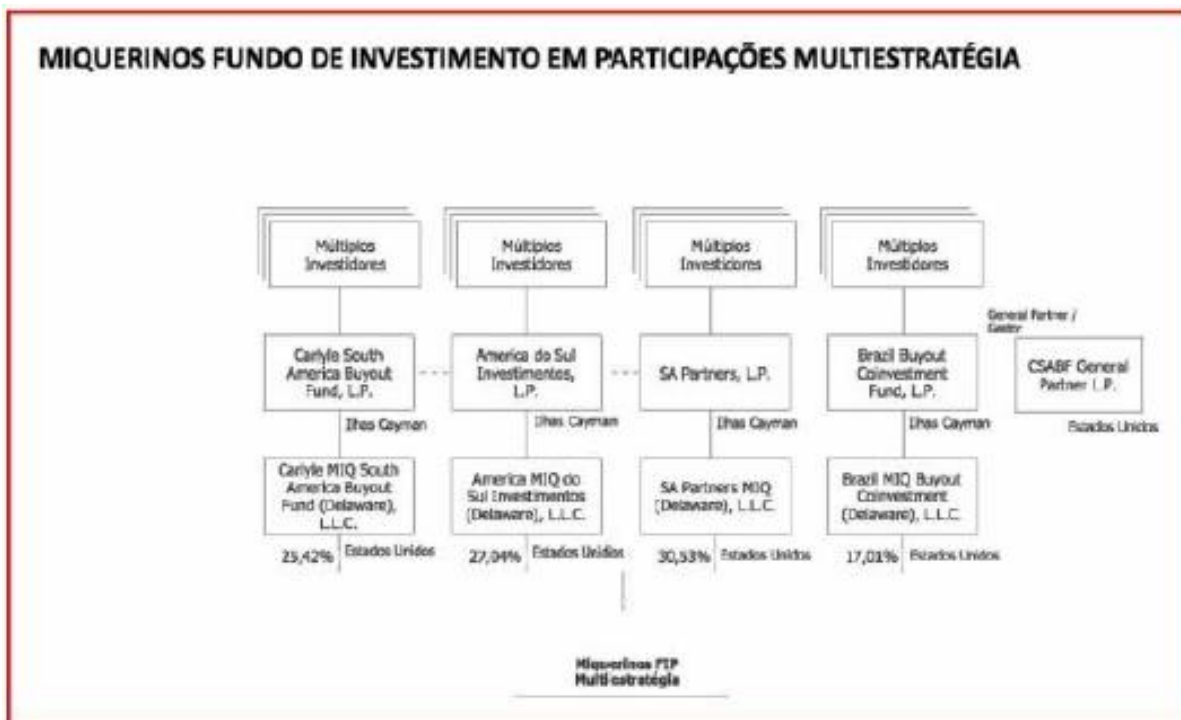 MIQUERINOS FUNDO DE INVESTIMENTO EM PARTICIPAÇÕES MULTIESTRATÉGIA
Múltiplos
Investidores
Múltiplos
Investidores
Múltiplos
Investidores
Múltiplos
Investidores
General Partner /
Gestor
Carlyle South
America Buyout
Fund, L.P.
America do Sul
Investimentos,
L.P.
SA Partners, L.P.
Brazil Buyout
Coinvestment
Fund, L.P.
CSABF General
Partner L.P.
Ilhas Cayman
Ilhas Cayman
Ilhas Cayman
Ilhas Cayman
Estados Unidos
Carlyle MIQ South
America Buyout
Fund (Delaware),
L.L.C.
America MIQ do
Sul Investimentos
(Delaware), L.L.C.
SA Partners MIQ
(Delaware), L.L.C.
Brazil MIQ Buyout
Coinvestment
(Delaware), L.L.C.
25,42% Estados Unidos
27,04% Estados Unidos
30,53% Estados Unidos
17,01% Estados Unidos
Miquerinos FIP
Multiestratégia